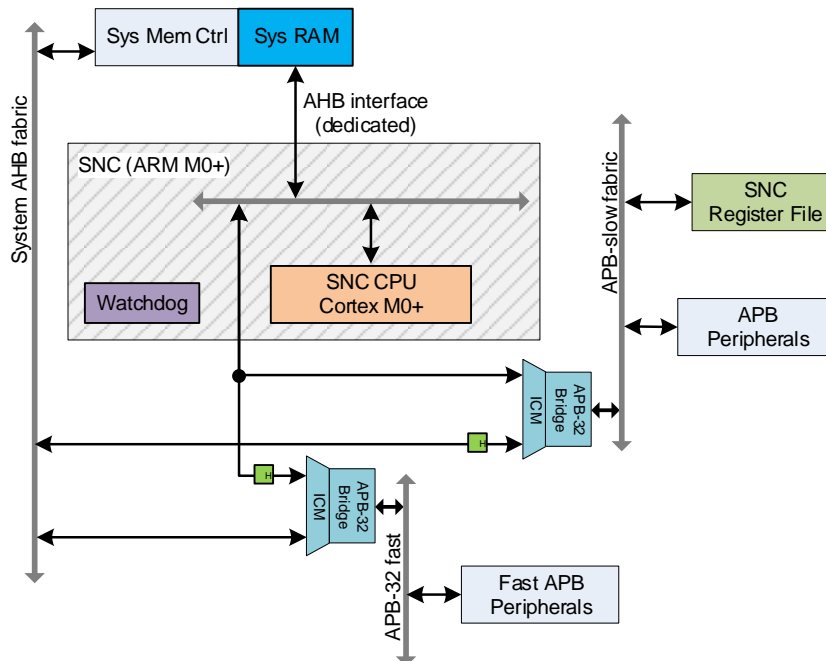 Sys Mem Ctrl
Sys RAM
AHB interface
(dedicated)
System AHB fabric
SNC (ARM M0+)
SNC CPU
Cortex M0+
Watchdog
APB-slow fabric
SNC
Register File
APB
Peripherals
ICM
APB-32
Bridge
H
H
ICM
APB-32
Bridge
APB-32 fast
Fast APB
Peripherals